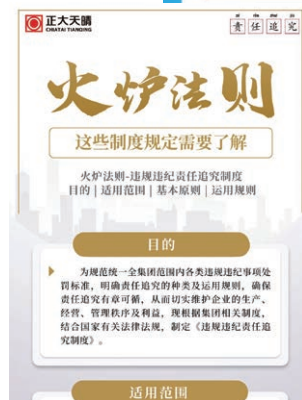 正大天晴
CHIATAI TIANQING
责任追究
火炉法则
这些制度规定需要了解
火炉法则-违规违纪责任追究制度
目的 | 适用范围 | 基本原则 | 运用规则
目的
为规范统一全集团范围内各类违规违纪事项处
罚标准，明确责任追究的种类及运用规则，确保
责任追究有章可循，从而切实维护企业的生产、
经营、管理秩序及利益，现根据集团相关制度，
结合国家有关法律法规，制定《违规违纪责任追
究制度》。
适用范围